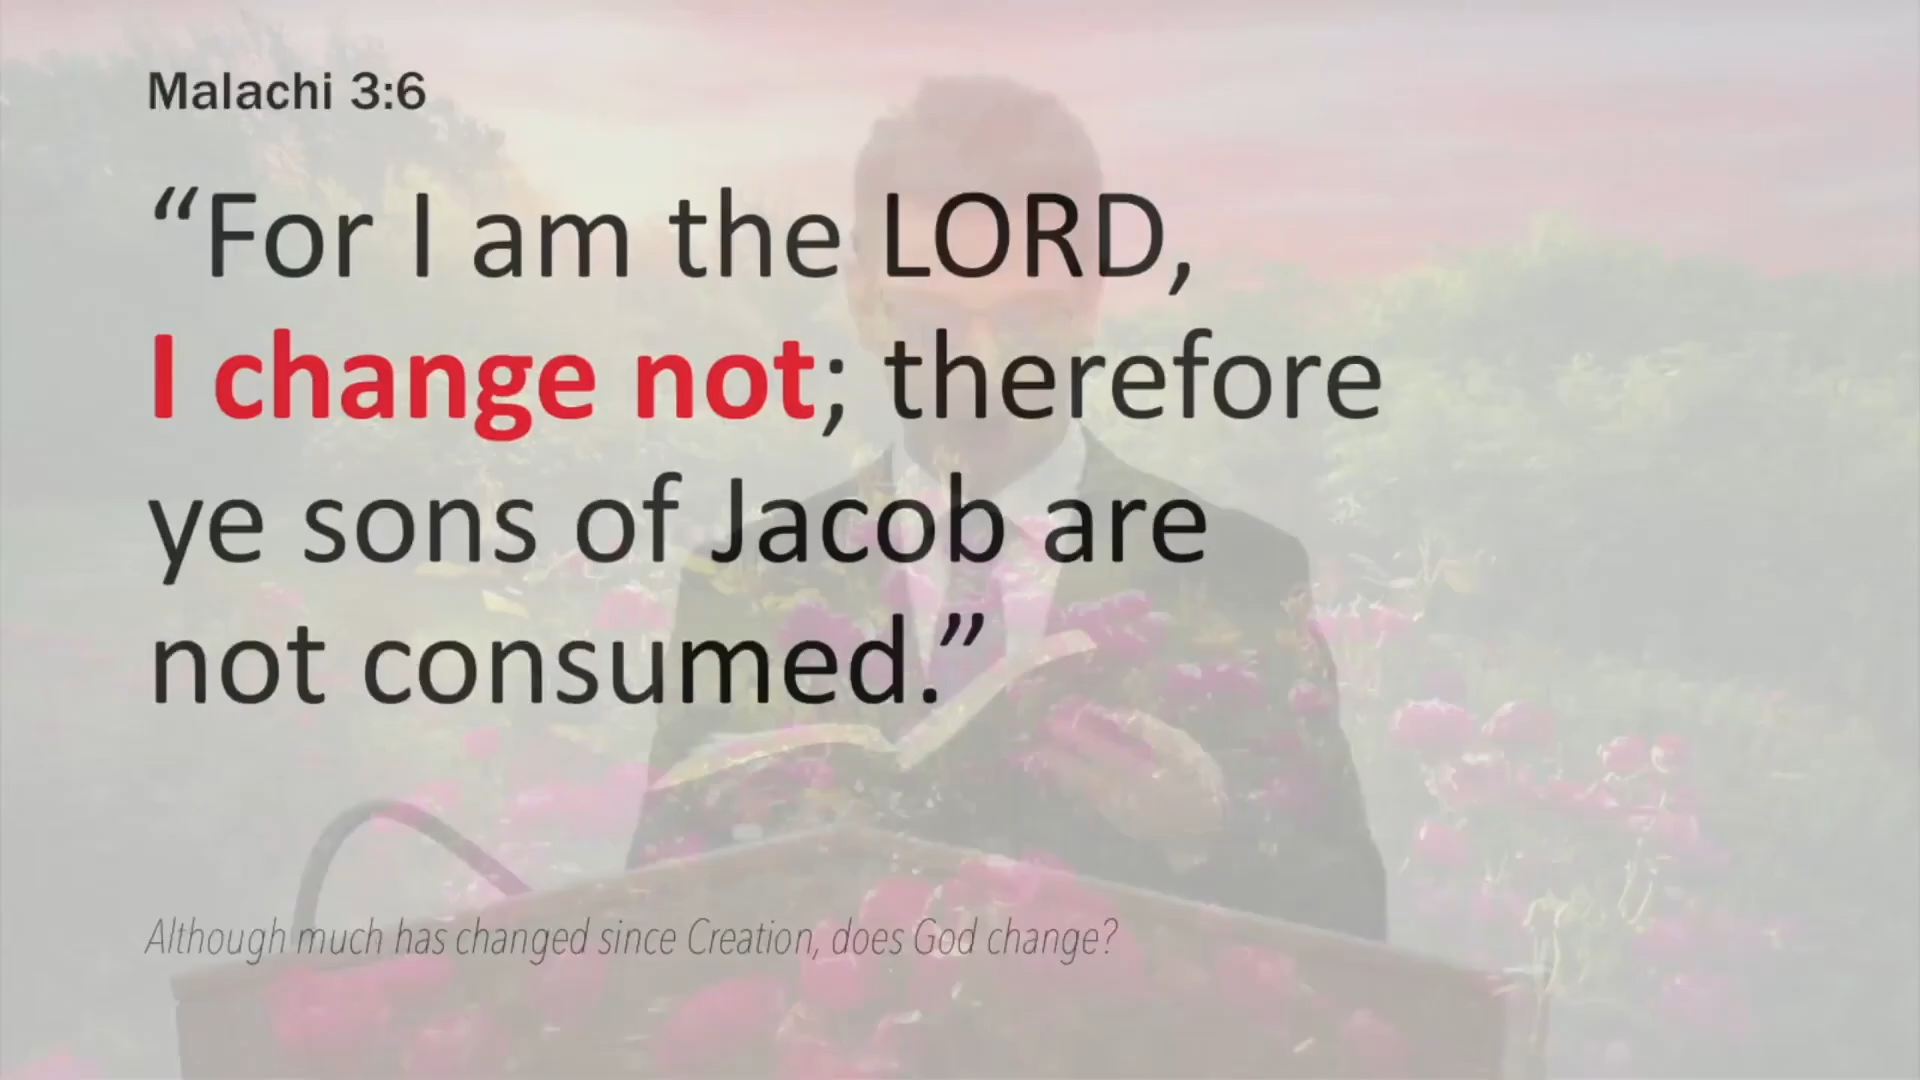 Malachi 3:6
“For I am the LORD,
I change not; therefore
ye sons of Jacob are
not consumed.”
Although much has changed since Creation, does God change?